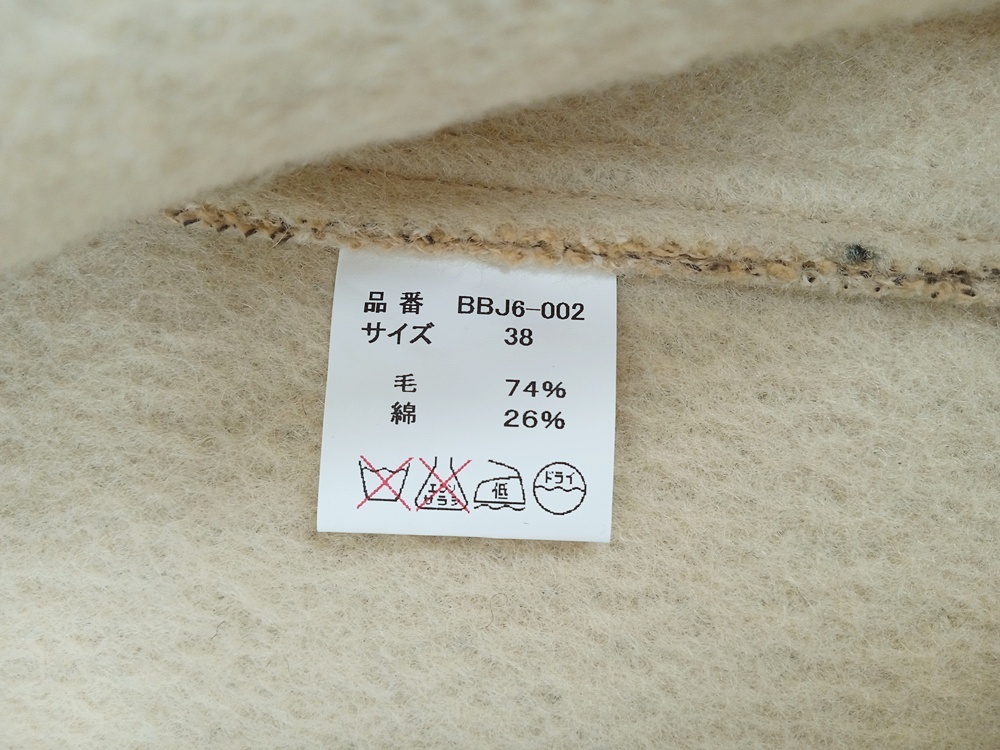 品番 BBJ6-002
サイズ 38
毛 74%
綿 26%
エンソ
サラシ
低
ドライ